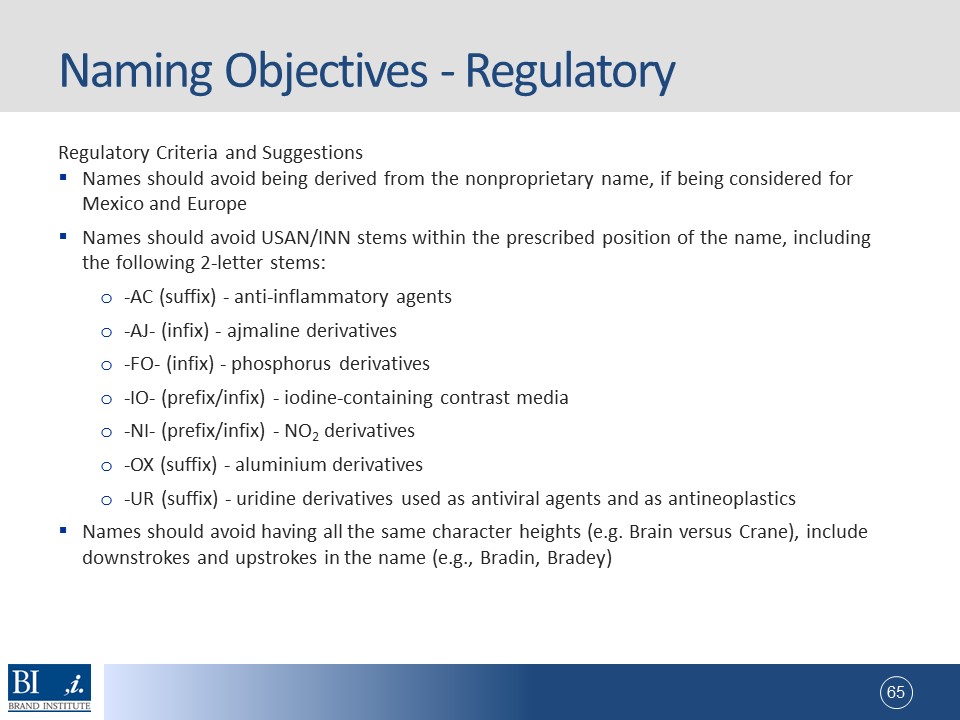 Naming Objectives - Regulatory
Regulatory Criteria and Suggestions
▪ Names should avoid being derived from the nonproprietary name, if being considered for
Mexico and Europe
▪ Names should avoid USAN/INN stems within the prescribed position of the name, including
the following 2-letter stems:
o -AC (suffix) - anti-inflammatory agents
o -AJ- (infix) - ajmaline derivatives
o -FO- (infix) - phosphorus derivatives
o -IO- (prefix/infix) - iodine-containing contrast media
o -NI- (prefix/infix) - NO₂ derivatives
o -OX (suffix) - aluminium derivatives
o -UR (suffix) - uridine derivatives used as antiviral agents and as antineoplastics
▪ Names should avoid having all the same character heights (e.g. Brain versus Crane), include
downstrokes and upstrokes in the name (e.g., Bradin, Bradey)
BI .i.
BRAND INSTITUTE
65